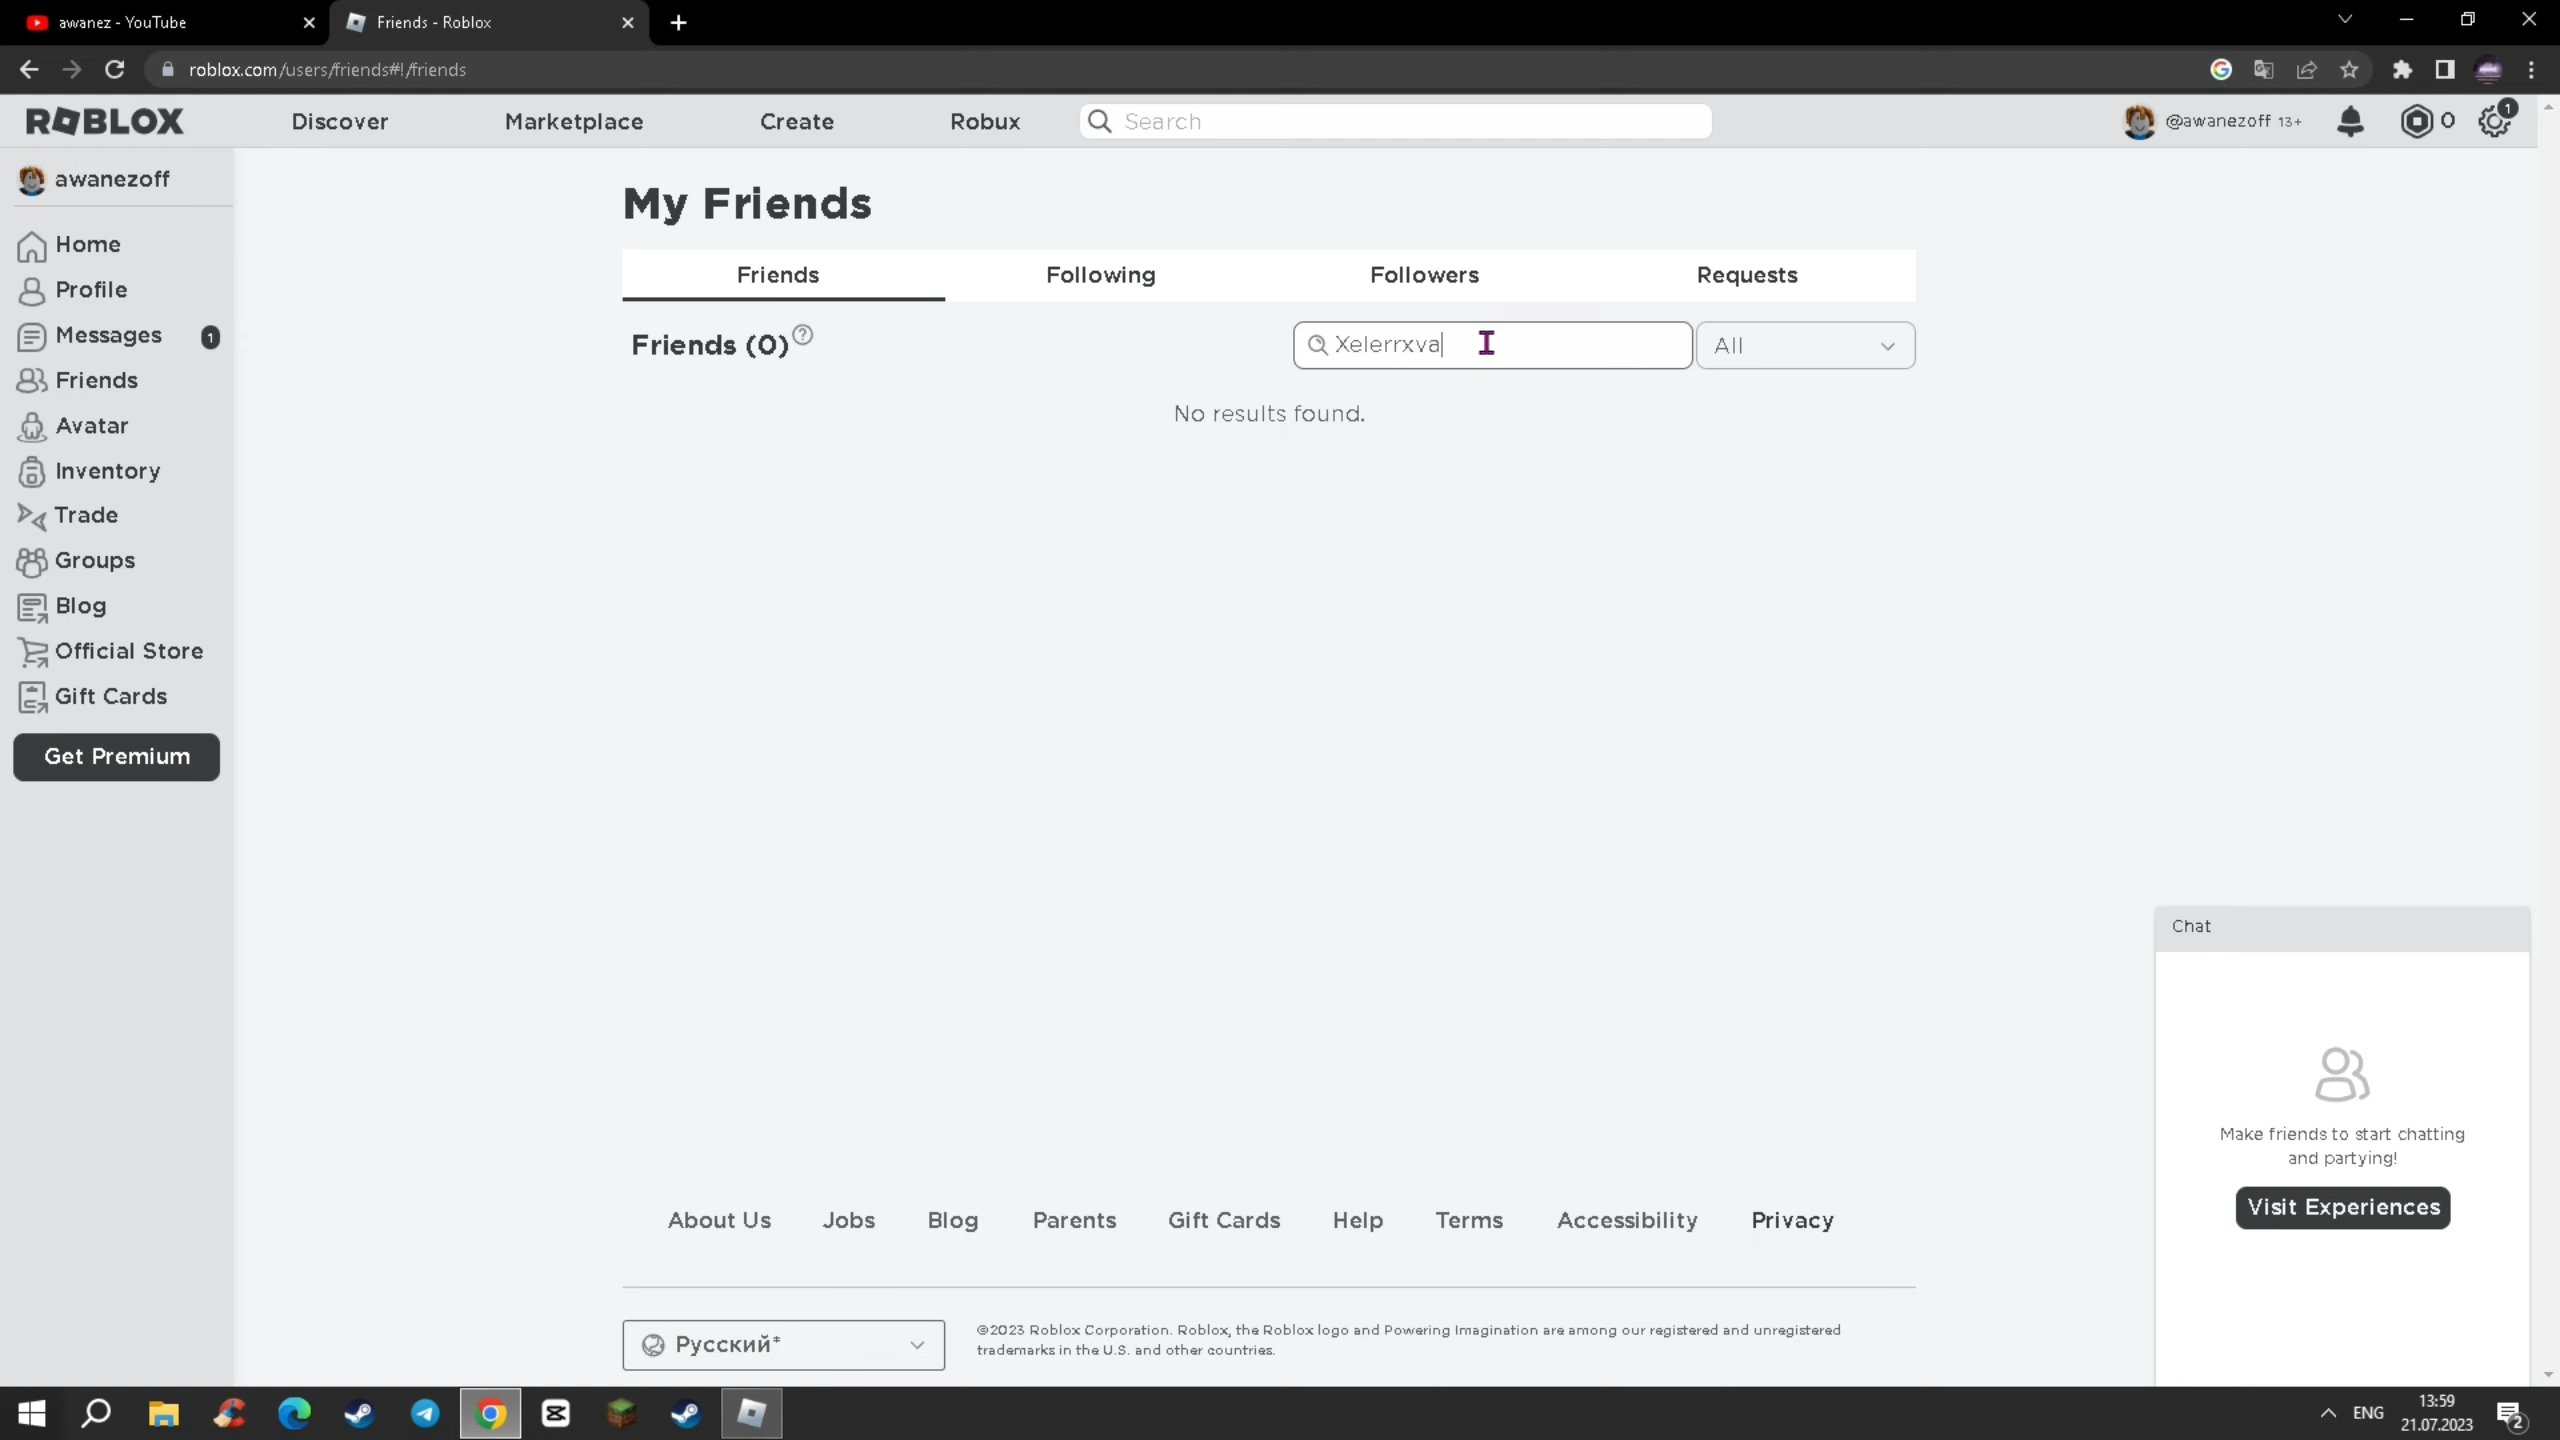 awanez - YouTube
Friends - Roblox
roblox.com/users/friends#!/friends
ROBLOX
Discover
Marketplace
Create
Robux
Search
@awanezoff 13+
0
1
awanezoff
Home
Profile
Messages
1
Friends
Avatar
Inventory
Trade
Groups
Blog
Official Store
Gift Cards
Get Premium
My Friends
Friends
Following
Followers
Requests
Friends (0)
?
Xelerrxva
All
No results found.
Chat
Make friends to start chatting
and partying!
Visit Experiences
About Us
Jobs
Blog
Parents
Gift Cards
Help
Terms
Accessibility
Privacy
Русский*
©2023 Roblox Corporation. Roblox, the Roblox logo and Powering Imagination are among our registered and unregistered
trademarks in the U.S. and other countries.
ENG
13:59
21.07.2023
2